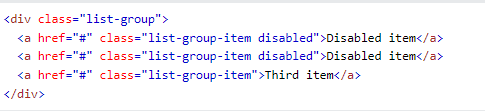 <div class="list-group">
  <a href="#" class="list-group-item disabled">Disabled item</a>
  <a href="#" class="list-group-item disabled">Disabled item</a>
  <a href="#" class="list-group-item">Third item</a>
</div>